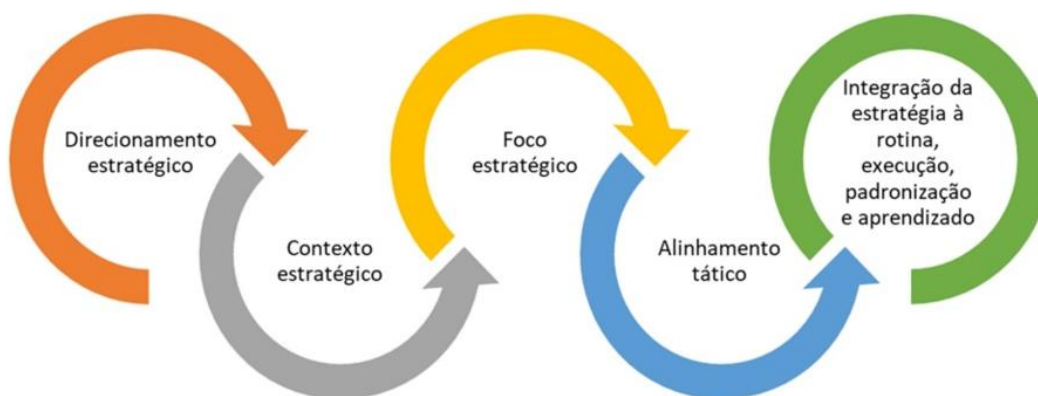 Direcionamento
estratégico
Contexto
estratégico
Foco
estratégico
Alinhamento
tático
Integração da
estratégia à
rotina,
execução,
padronização
e aprendizado